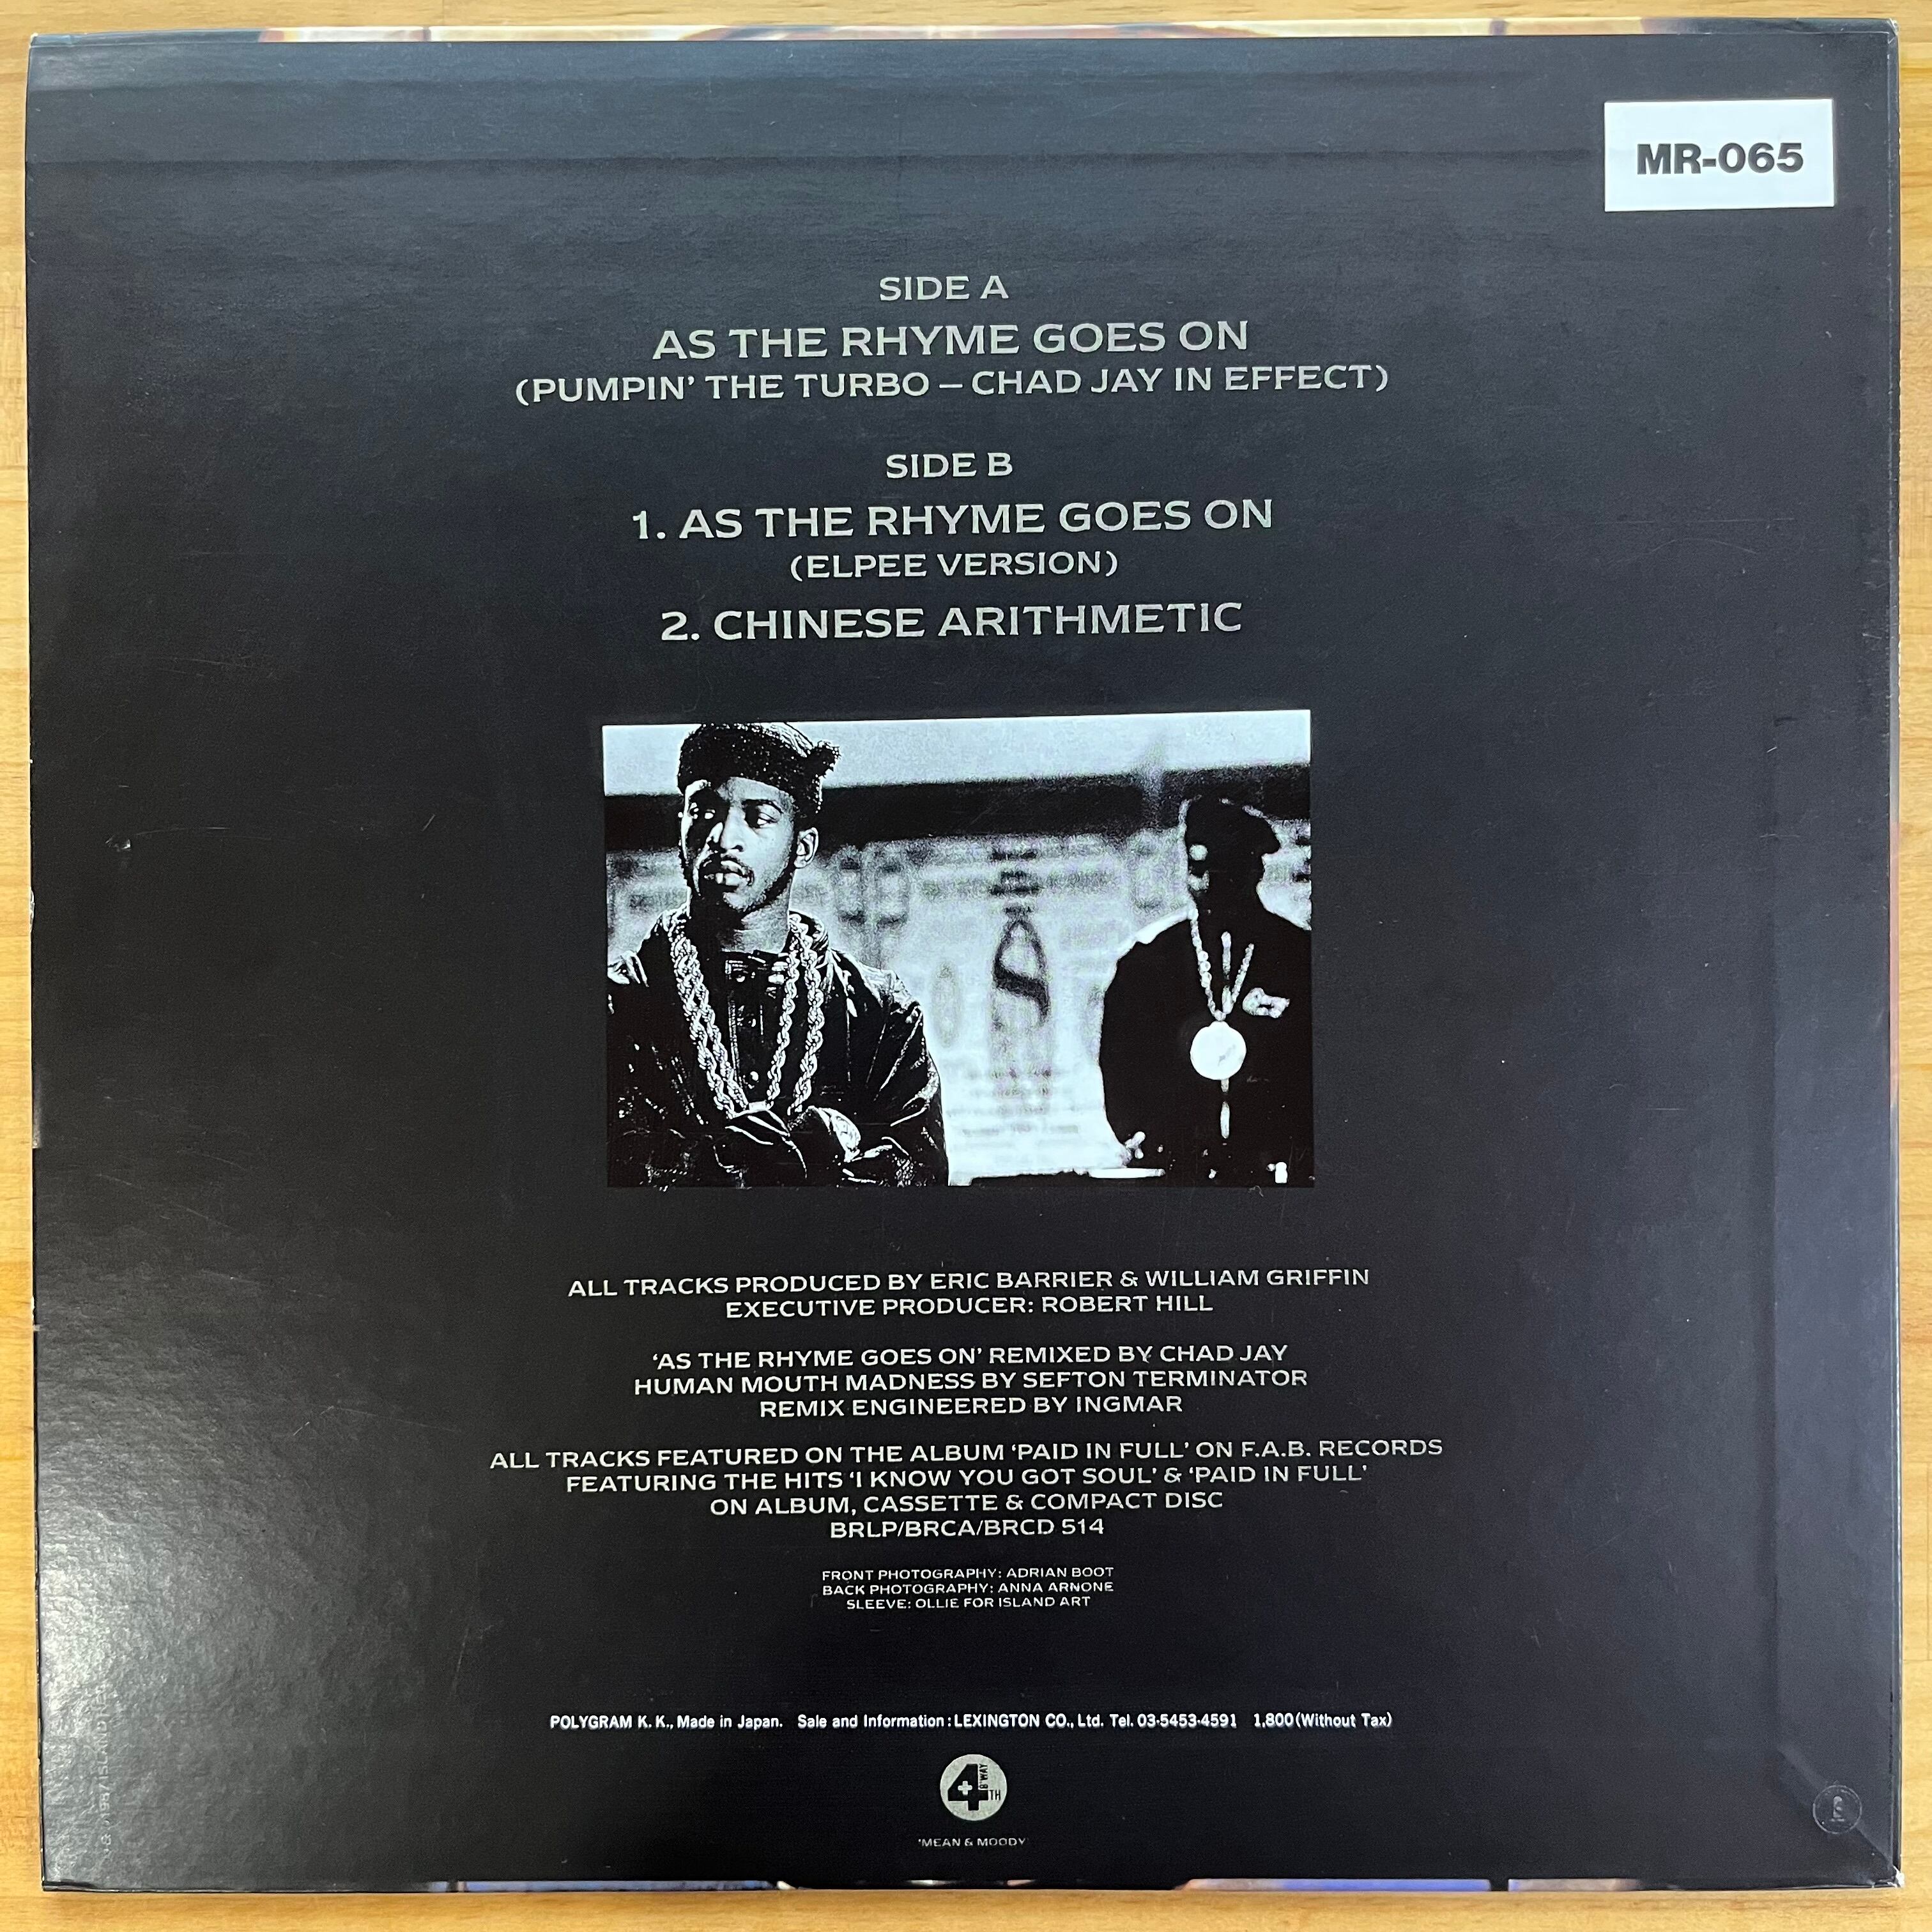 MR-065
SIDE A
AS THE RHYME GOES ON
(PUMPIN' THE TURBO – CHAD JAY IN EFFECT)
SIDE B
1. AS THE RHYME GOES ON
(ELPEE VERSION)
2. CHINESE ARITHMETIC
ALL TRACKS PRODUCED BY ERIC BARRIER & WILLIAM GRIFFIN
EXECUTIVE PRODUCER: ROBERT HILL
'AS THE RHYME GOES ON' REMIXED BY CHAD JAY
HUMAN MOUTH MADNESS BY SEFTON TERMINATOR
REMIX ENGINEERED BY INGMAR
ALL TRACKS FEATURED ON THE ALBUM 'PAID IN FULL' ON F.A.B. RECORDS
FEATURING THE HITS 'I KNOW YOU GOT SOUL' & 'PAID IN FULL'
ON ALBUM, CASSETTE & COMPACT DISC
BRLP/BRCA/BRCD 514
FRONT PHOTOGRAPHY: ADRIAN BOOT
BACK PHOTOGRAPHY: ANNA ARNONE
SLEEVE: OLLIE FOR ISLAND ART
POLYGRAM K.K., Made in Japan. Sale and Information: LEXINGTON CO., Ltd. Tel. 03-5453-4591 1,800 (Without Tax)
4TH B'WAY
'MEAN & MOODY'